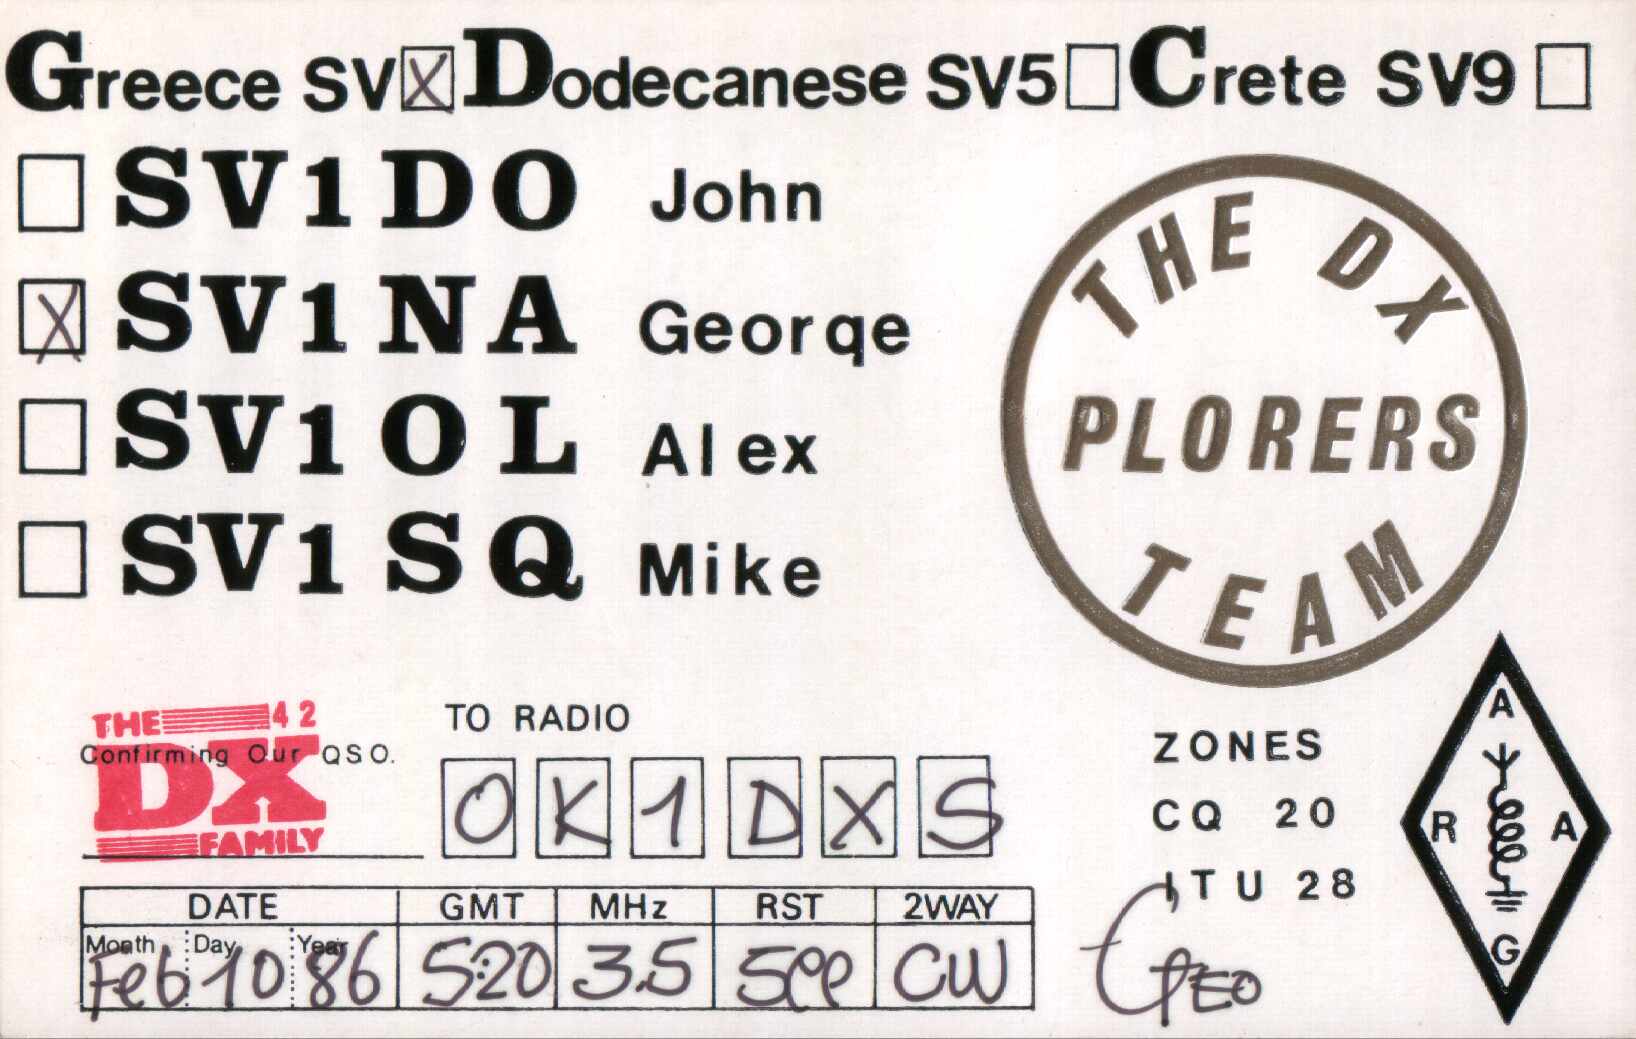 Greece SV X Dodecanese SV5 Crete SV9
SV1DO John
X SV1NA George
SV1OL Alex
SV1SQ Mike
THE DX
PLORERS
TEAM
THE 42
DX
FAMILY
Confirming Our QSO.
TO RADIO
OK1DXS
ZONES
CQ 20
ITU 28
A
R A
G
DATE GMT MHz RST 2WAY
Month Day Year
Feb 10 86 5:20 3.5 599 CW
GEO